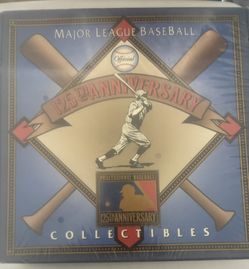 MAJOR LEAGUE BASEBALL
Official
125TH ANNIVERSARY
PROFESSIONAL BASEBALL
125TH ANNIVERSARY
COLLECTIBLES